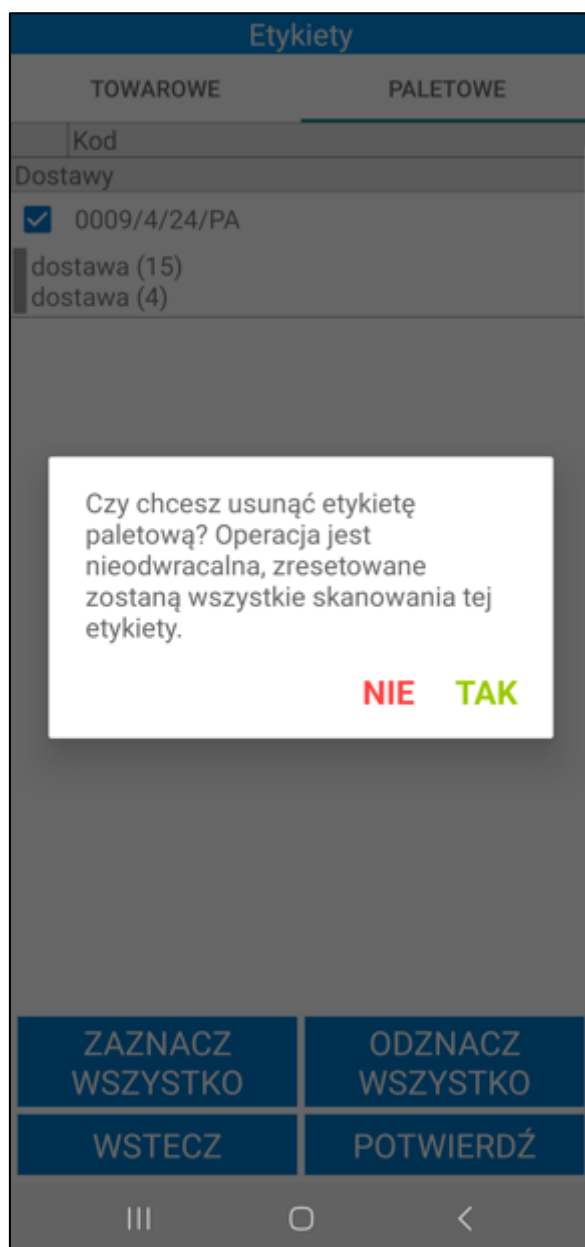 Etykiety
TOWAROWE PALETOWE
Kod
Dostawy
0009/4/24/PA
dostawa (15)
dostawa (4)
Czy chcesz usunąć etykietę
paletową? Operacja jest
nieodwracalna, zresetowane
zostaną wszystkie skanowania tej
etykiety.
NIE TAK
ZAZNACZ
WSZYSTKO
ODZNACZ
WSZYSTKO
WSTECZ POTWIERDŹ